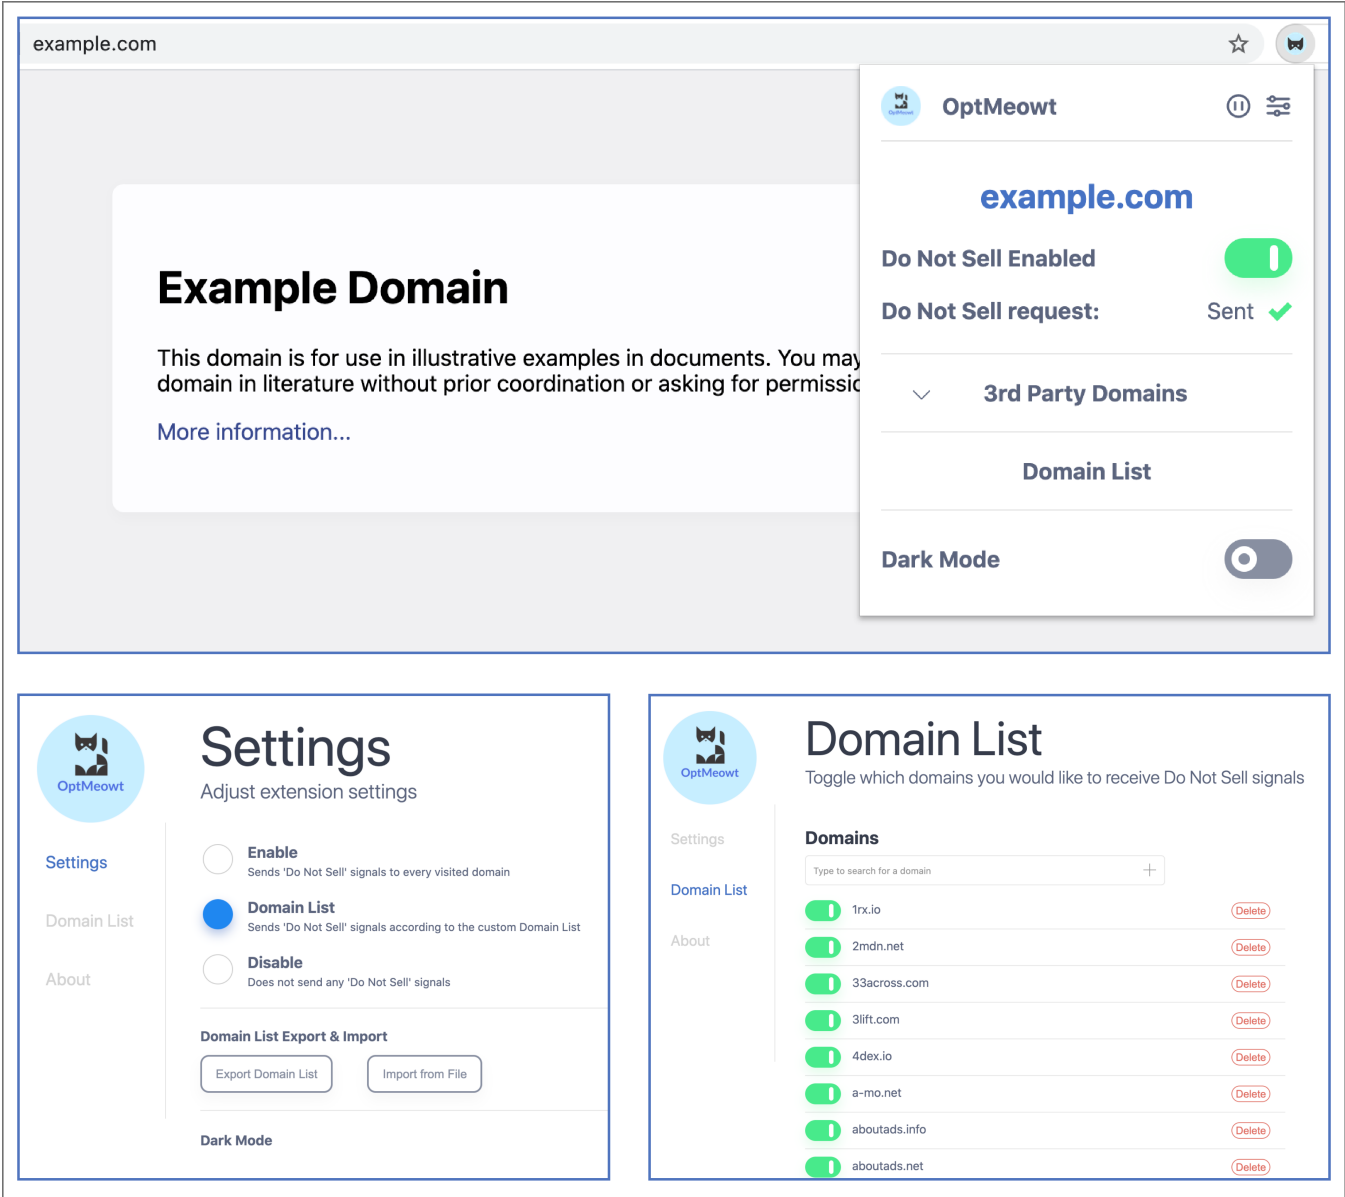 example.com
OptMeowt
OptMeowt
example.com
Do Not Sell Enabled
Do Not Sell request: Sent
3rd Party Domains
Domain List
Dark Mode
Example Domain
This domain is for use in illustrative examples in documents. You may
domain in literature without prior coordination or asking for permissic
More information...
OptMeowt
Settings
Adjust extension settings
Settings
Domain List
About
Enable
Sends 'Do Not Sell' signals to every visited domain
Domain List
Sends 'Do Not Sell' signals according to the custom Domain List
Disable
Does not send any 'Do Not Sell' signals
Domain List Export & Import
Export Domain List Import from File
Dark Mode
OptMeowt
Domain List
Toggle which domains you would like to receive Do Not Sell signals
Settings
Domain List
About
Domains
Type to search for a domain
1rx.io Delete
2mdn.net Delete
33across.com Delete
3lift.com Delete
4dex.io Delete
a-mo.net Delete
aboutads.info Delete
aboutads.net Delete